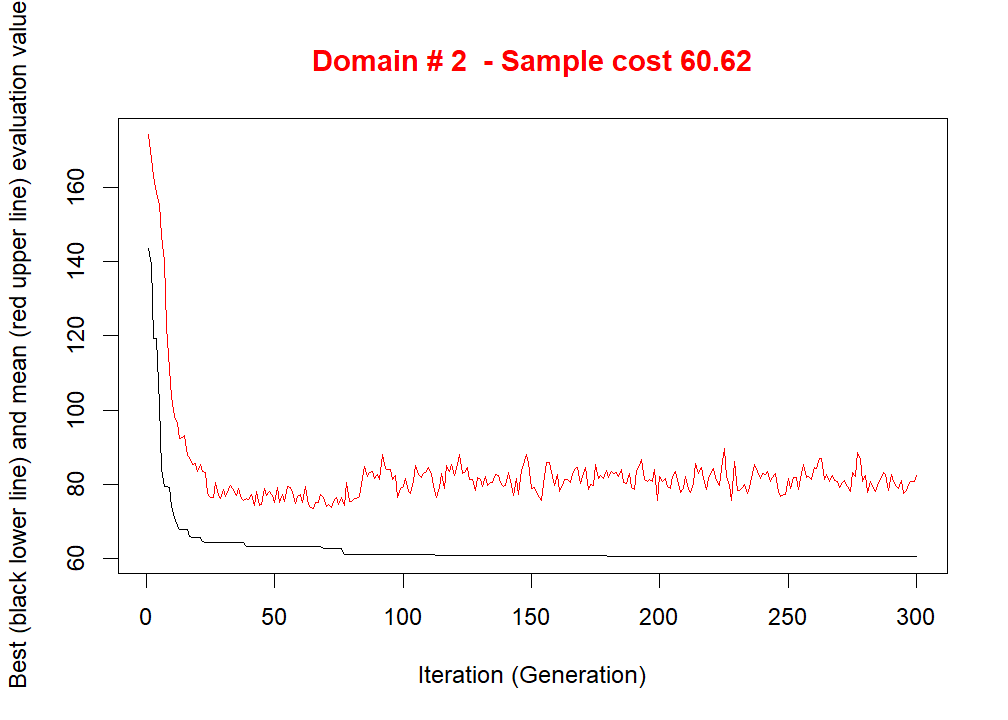 Domain # 2  - Sample cost 60.62
Best (black lower line) and mean (red upper line) evaluation value
160
140
120
100
80
60
0 50 100 150 200 250 300
Iteration (Generation)